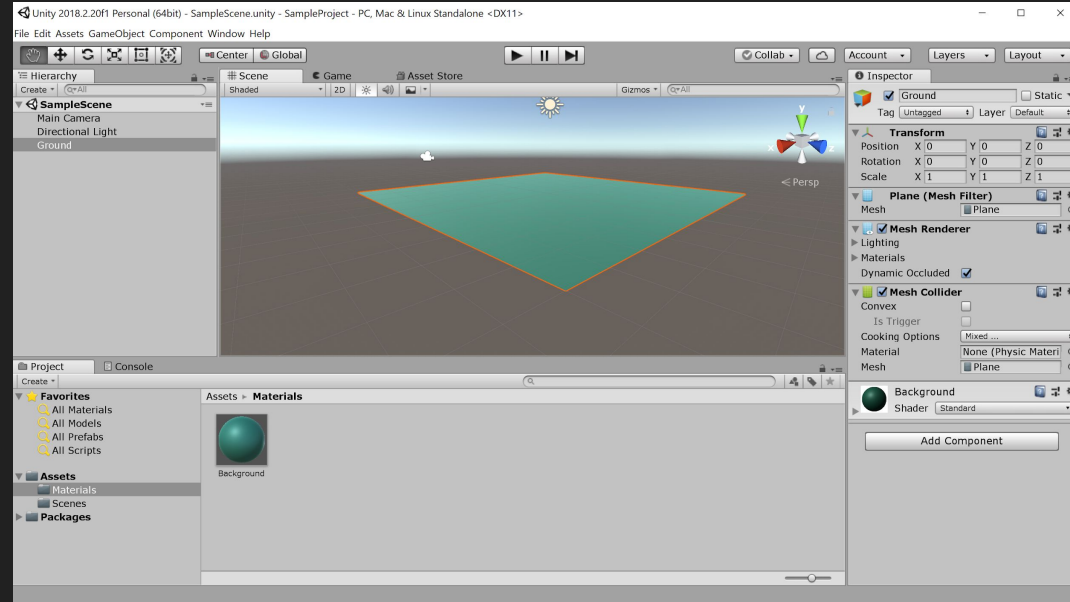 Unity 2018.2.20f1 Personal (64bit) - SampleScene.unity - SampleProject - PC, Mac & Linux Standalone <DX11>
File Edit Assets GameObject Component Window Help
Center Global Collab Account Layers Layout
Hierarchy
Create All
SampleScene
Main Camera
Directional Light
Ground
Scene Game Asset Store
Shaded 2D Gizmos All
y
x
Persp
Inspector
Ground Static
Tag Untagged Layer Default
Transform
Position X 0 Y 0 Z 0
Rotation X 0 Y 0 Z 0
Scale X 1 Y 1 Z 1
Plane (Mesh Filter)
Mesh Plane
Mesh Renderer
Lighting
Materials
Dynamic Occluded
Mesh Collider
Convex
Is Trigger
Cooking Options Mixed ...
Material None (Physic Materi
Mesh Plane
Background
Shader Standard
Add Component
Project Console
Create
Favorites
All Materials
All Models
All Prefabs
All Scripts
Assets
Materials
Scenes
Packages
Assets Materials
Background